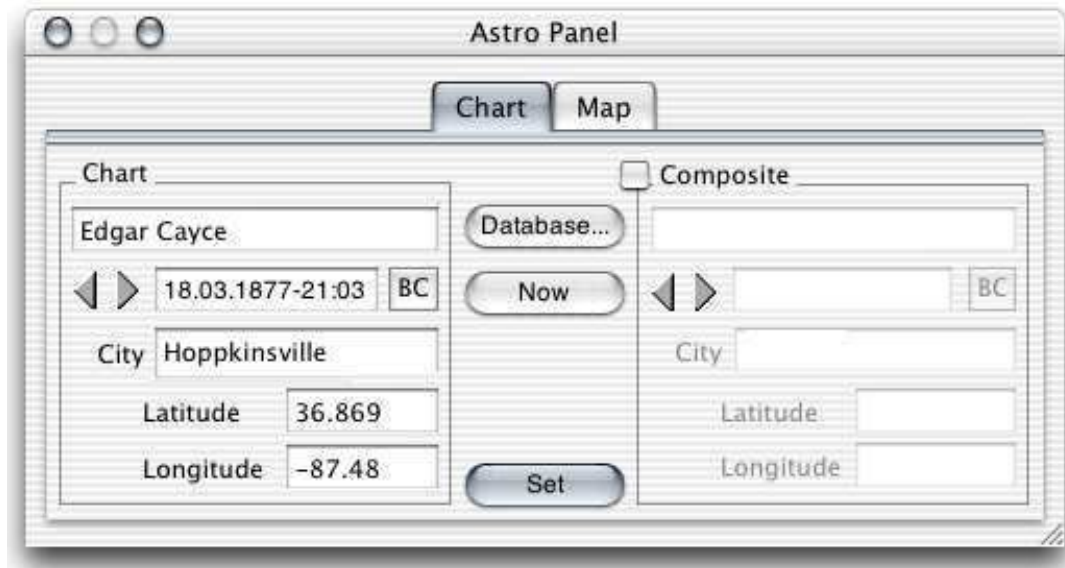 Astro Panel
Chart Map
Chart
Edgar Cayce
18.03.1877-21:03 BC
City Hoppkinsville
Latitude 36.869
Longitude -87.48
Database...
Now
Set
Composite
BC
City
Latitude
Longitude